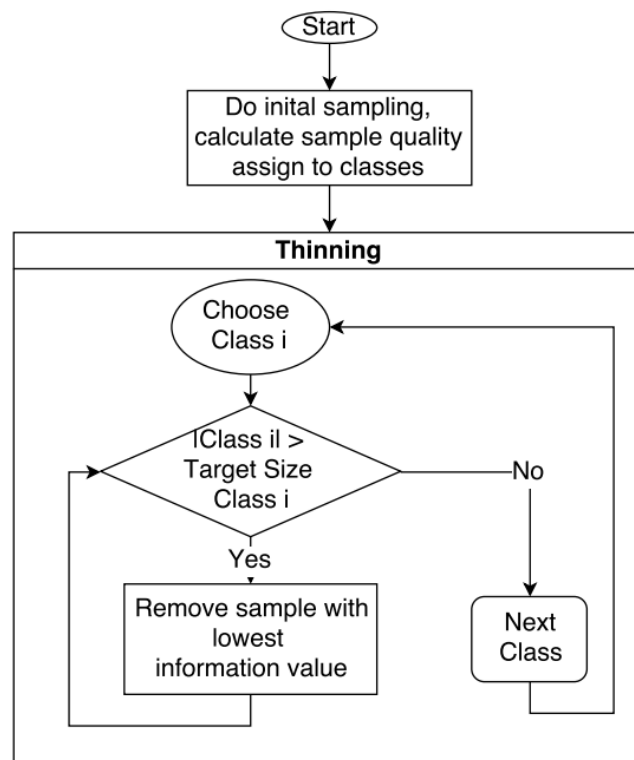 Start
Do inital sampling,
calculate sample quality
assign to classes
Thinning
Choose
Class i
|Class i| >
Target Size
Class i
No
Yes
Remove sample with
lowest
information value
Next
Class